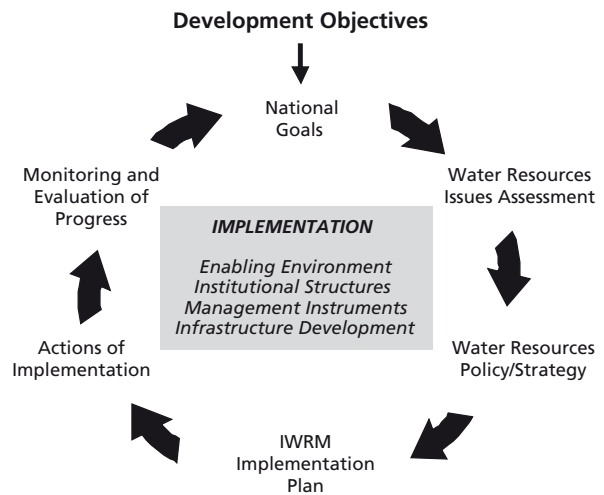 Development Objectives
National
Goals
Water Resources
Issues Assessment
Water Resources
Policy/Strategy
IWRM
Implementation
Plan
Actions of
Implementation
Monitoring and
Evaluation of
Progress
IMPLEMENTATION
Enabling Environment
Institutional Structures
Management Instruments
Infrastructure Development